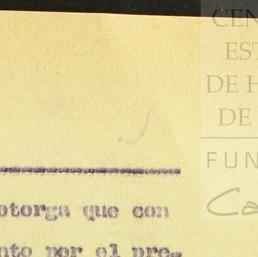 CEN
EST
DE H
DE
FUN
Ca
otorga que con
nto por el pre-